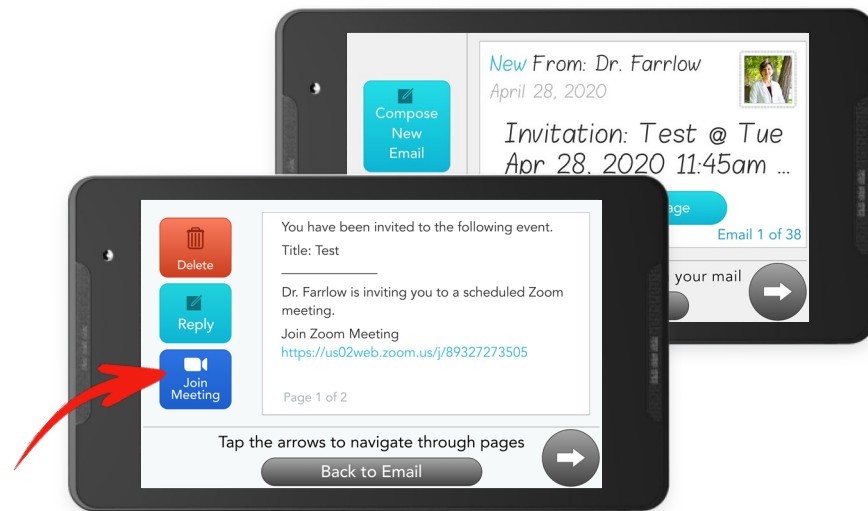 New From: Dr. Farrlow
April 28, 2020
Compose
New
Email
Invitation: Test @ Tue
Apr 28, 2020 11:45am ...
Email 1 of 38
your mail
Delete
Reply
Join
Meeting
You have been invited to the following event.
Title: Test
Dr. Farrlow is inviting you to a scheduled Zoom
meeting.
Join Zoom Meeting
https://us02web.zoom.us/j/89327273505
Page 1 of 2
Tap the arrows to navigate through pages
Back to Email